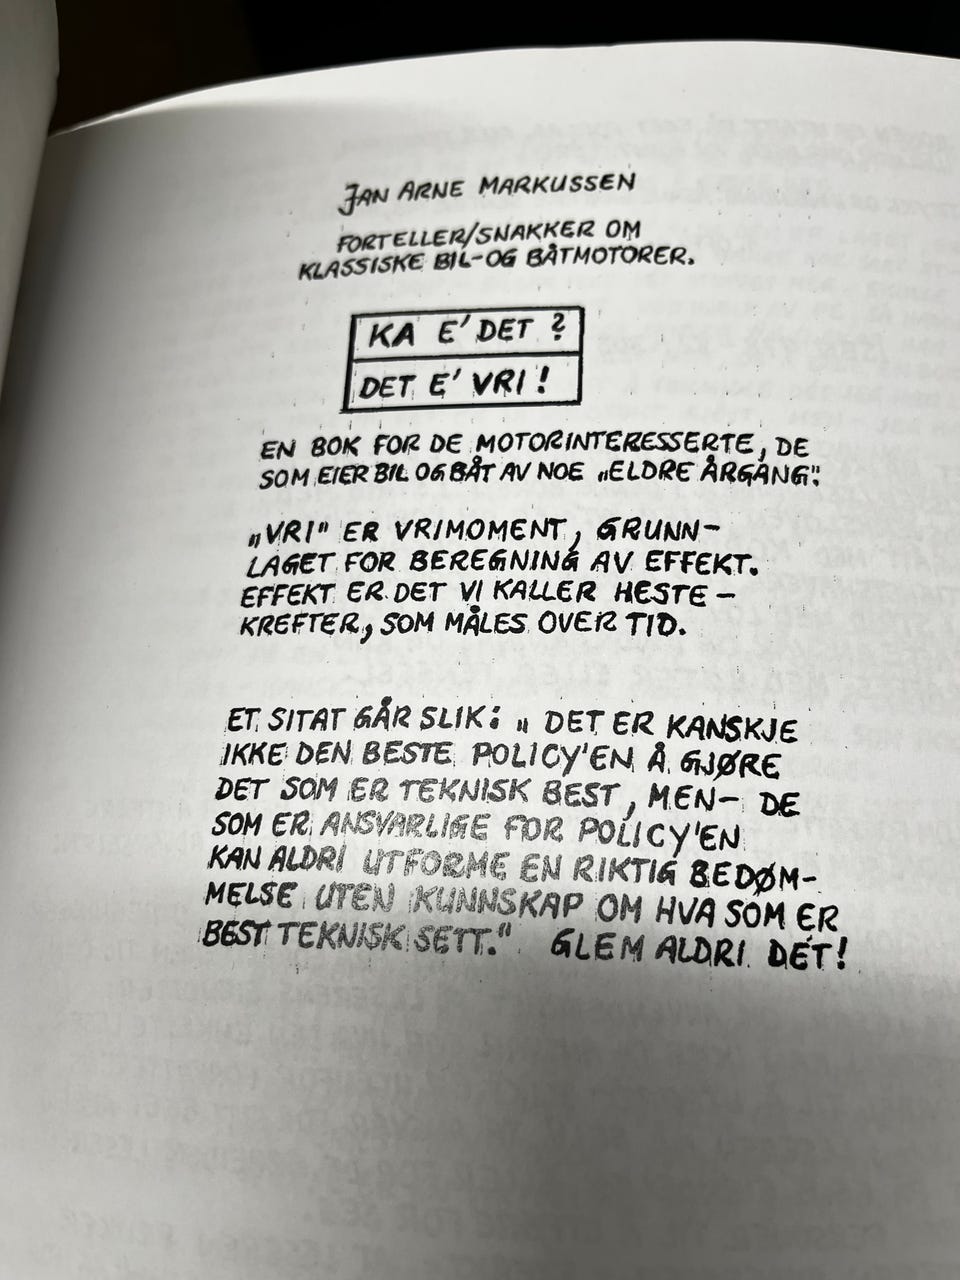 JAN ARNE MARKUSSEN
FORTELLER/SNAKKER OM
KLASSISKE BIL-OG BÅTMOTORER.
KA E' DET ?
DET E' VRI !
EN BOK FOR DE MOTORINTERESSERTE, DE
SOM EIER BIL OG BÅT AV NOE „ELDRE ÅRGANG".
„VRI" ER VRIMOMENT, GRUNN-
LAGET FOR BEREGNING AV EFFEKT.
EFFEKT ER DET VI KALLER HESTE-
KREFTER, SOM MÅLES OVER TID.
ET SITAT GÅR SLIK: „ DET ER KANSKJE
IKKE DEN BESTE POLICY'EN Å GJØRE
DET SOM ER TEKNISK BEST, MEN- DE
SOM ER ANSVARLIGE FOR POLICY'EN
KAN ALDRI UTFORME EN RIKTIG BEDØM-
MELSE UTEN KUNNSKAP OM HVA SOM ER
BEST TEKNISK SETT." GLEM ALDRI DET!